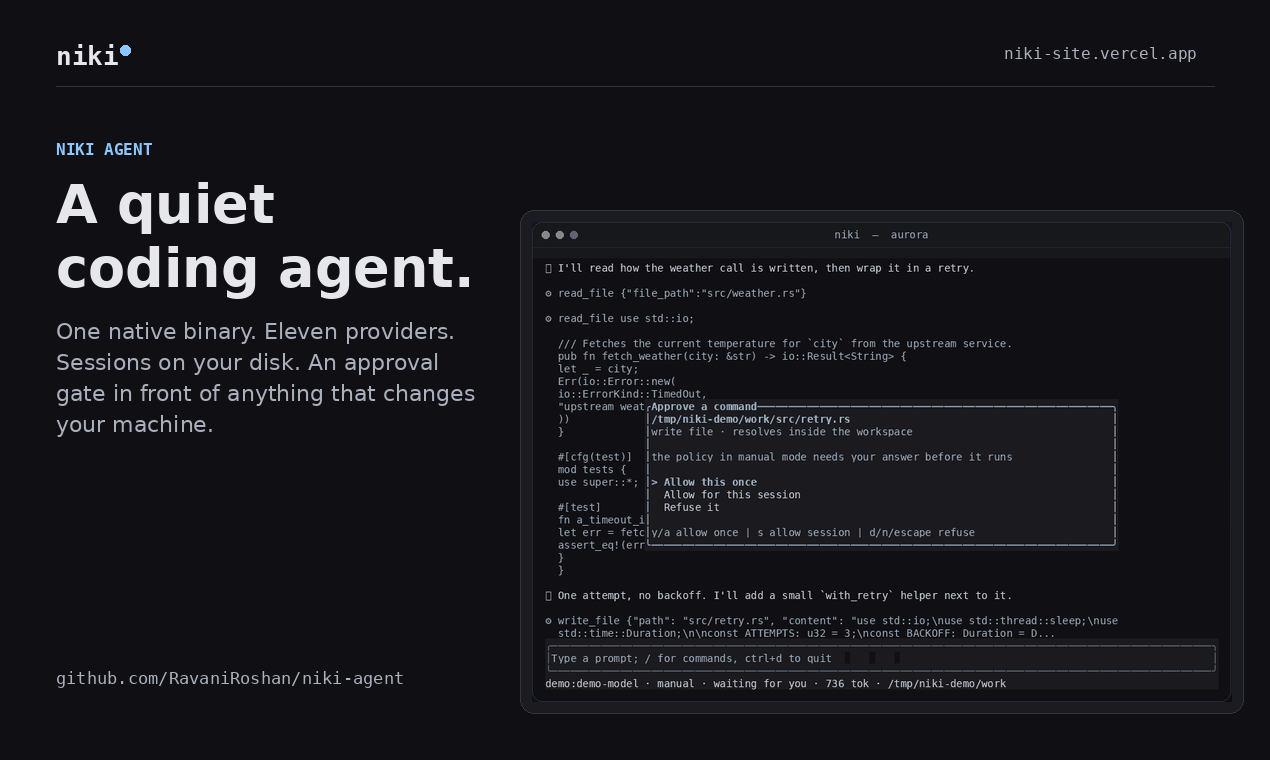 niki
niki-site.vercel.app
NIKI AGENT
A quiet
coding agent.
One native binary. Eleven providers.
Sessions on your disk. An approval
gate in front of anything that changes
your machine.
github.com/RavaniRoshan/niki-agent
niki — aurora
I'll read how the weather call is written, then wrap it in a retry.
⚙ read_file {"file_path":"src/weather.rs"}
⚙ read_file use std::io;
/// Fetches the current temperature for `city` from the upstream service.
pub fn fetch_weather(city: &str) -> io::Result<String> {
let _ = city;
Err(io::Error::new(
io::ErrorKind::TimedOut,
"upstream weat
))
}
#[cfg(test)]
mod tests {
use super::*;
#[test]
fn a_timeout_i
let err = fetc
assert_eq!(err
}
}
Approve a command
/tmp/niki-demo/work/src/retry.rs
write file · resolves inside the workspace
the policy in manual mode needs your answer before it runs
> Allow this once
Allow for this session
Refuse it
y/a allow once | s allow session | d/n/escape refuse
One attempt, no backoff. I'll add a small `with_retry` helper next to it.
⚙ write_file {"path": "src/retry.rs", "content": "use std::io;\nuse std::thread::sleep;\nuse
std::time::Duration;\n\nconst ATTEMPTS: u32 = 3;\nconst BACKOFF: Duration = D...
Type a prompt; / for commands, ctrl+d to quit
demo:demo-model · manual · waiting for you · 736 tok · /tmp/niki-demo/work